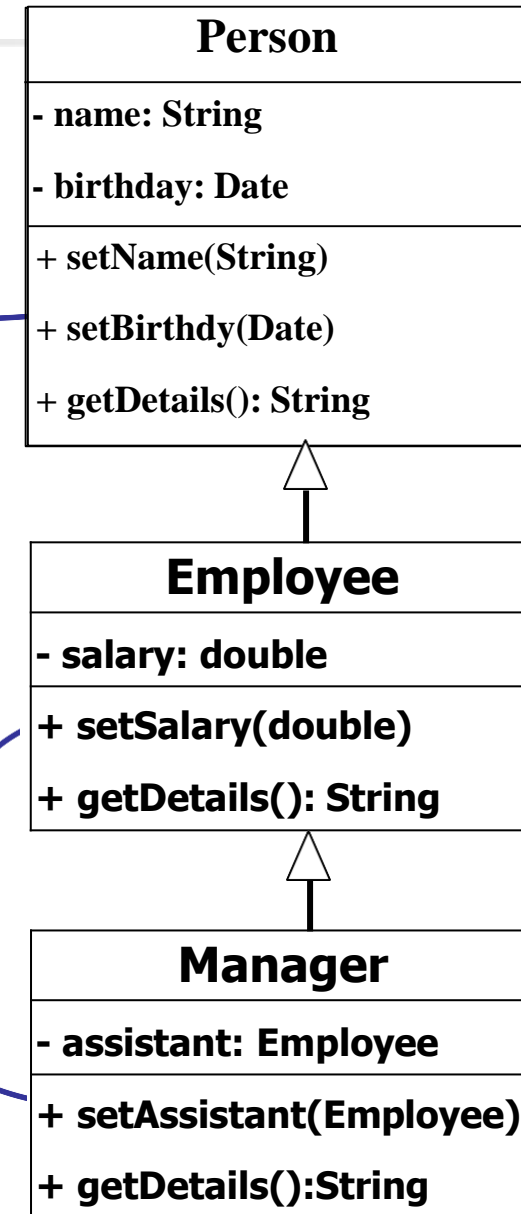 Person
- name: String
- birthday: Date
+ setName(String)
+ setBirthdy(Date)
+ getDetails(): String
Employee
- salary: double
+ setSalary(double)
+ getDetails(): String
Manager
- assistant: Employee
+ setAssistant(Employee)
+ getDetails():String